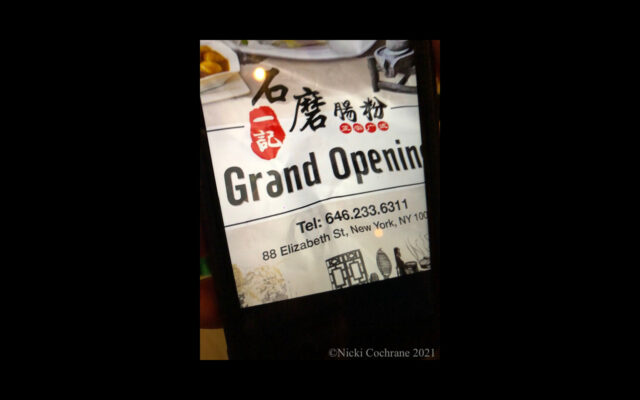 石磨腸粉
一記
Grand Openin
Tel: 646.233.6311
88 Elizabeth St, New York, NY 100
©Nicki Cochrane 2021